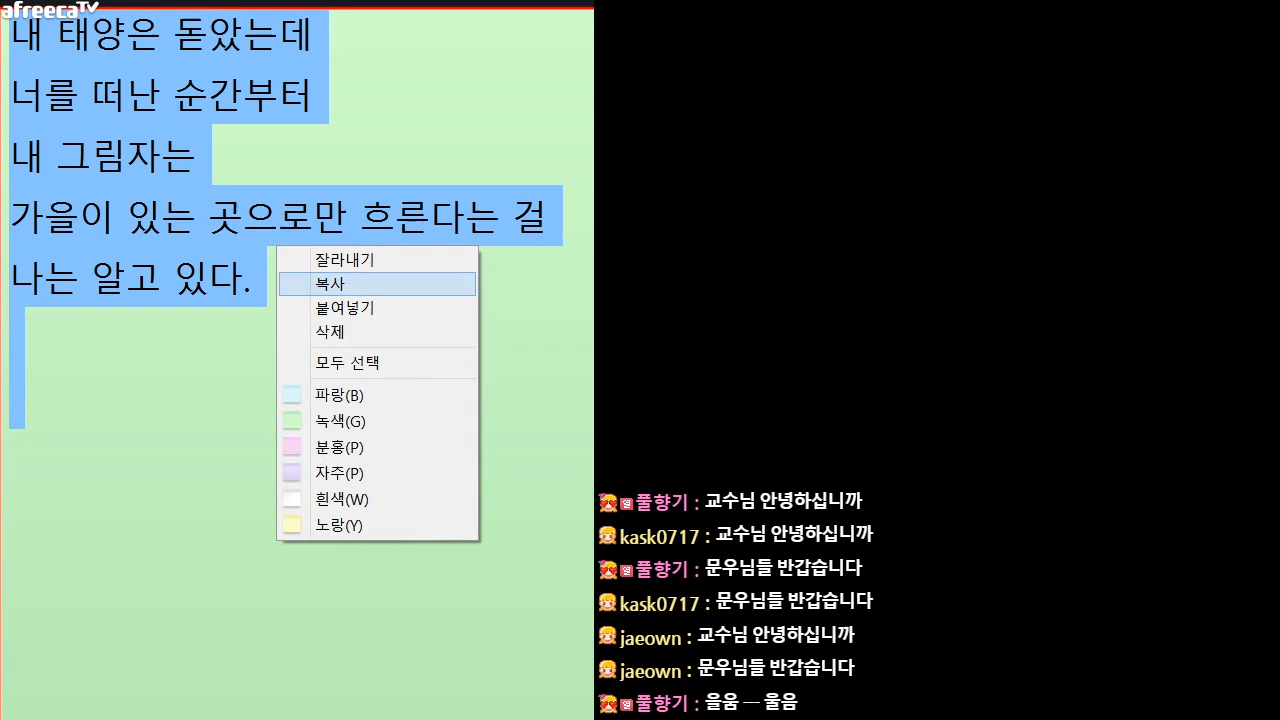 afreecaTV
내 태양은 돋았는데
너를 떠난 순간부터
내 그림자는
가을이 있는 곳으로만 흐른다는 걸
나는 알고 있다.
잘라내기
복사
붙여넣기
삭제
모두 선택
파랑(B)
녹색(G)
분홍(P)
자주(P)
흰색(W)
노랑(Y)
풀향기 : 교수님 안녕하십니까
kask0717 : 교수님 안녕하십니까
풀향기 : 문우님들 반갑습니다
kask0717 : 문우님들 반갑습니다
jaeown : 교수님 안녕하십니까
jaeown : 문우님들 반갑습니다
풀향기 : 을움 ㅡ 울음